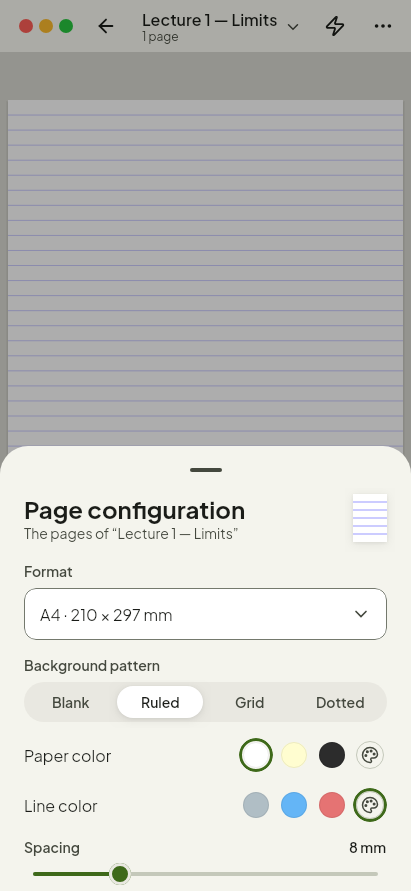 Lecture 1 — Limits
1 page
Page configuration
The pages of “Lecture 1 — Limits”
Format
A4 · 210 × 297 mm
Background pattern
Blank
Ruled
Grid
Dotted
Paper color
Line color
Spacing
8 mm